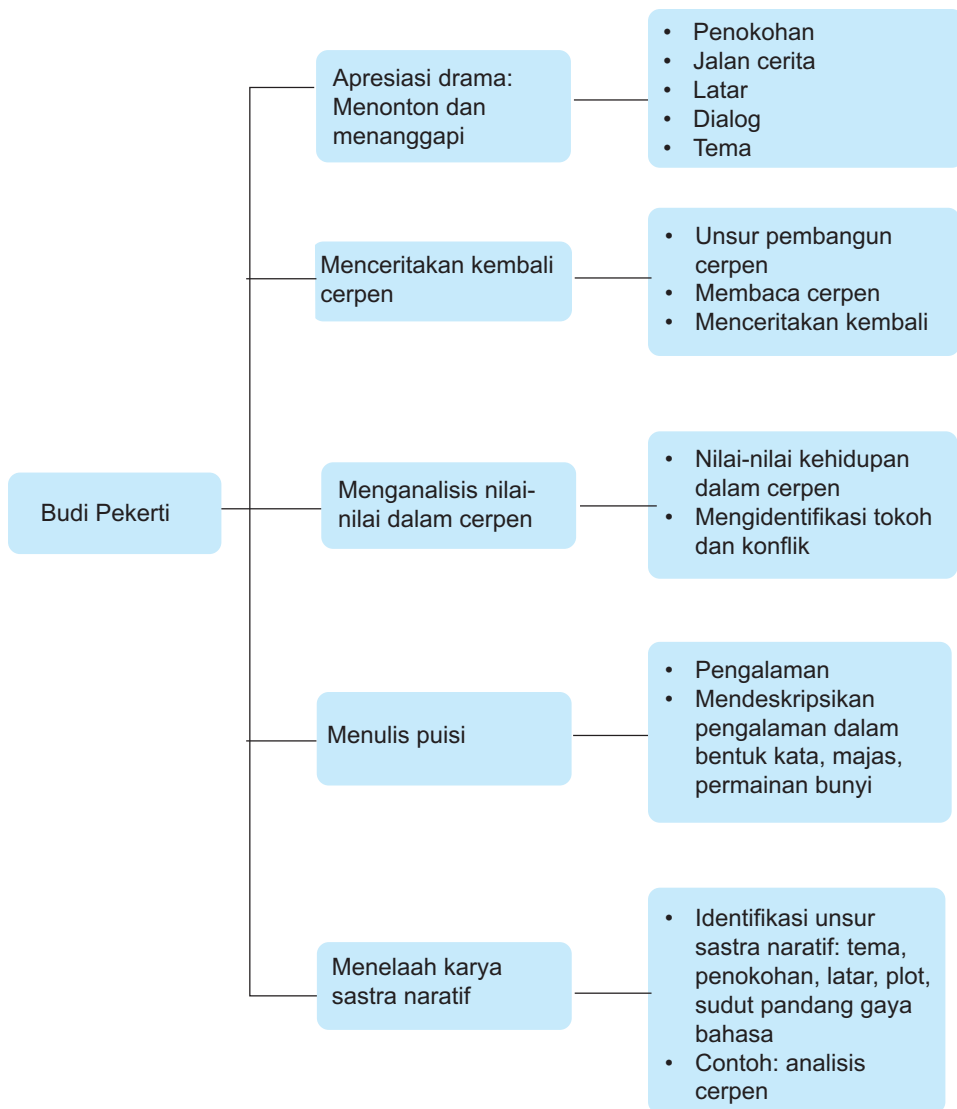 Budi Pekerti
Apresiasi drama:
Menonton dan
menanggapi
• Penokohan
• Jalan cerita
• Latar
• Dialog
• Tema
Menceritakan kembali
cerpen
• Unsur pembangun
cerpen
• Membaca cerpen
• Menceritakan kembali
Menganalisis nilai-
nilai dalam cerpen
• Nilai-nilai kehidupan
dalam cerpen
• Mengidentifikasi tokoh
dan konflik
Menulis puisi
• Pengalaman
• Mendeskripsikan
pengalaman dalam
bentuk kata, majas,
permainan bunyi
Menelaah karya
sastra naratif
• Identifikasi unsur
sastra naratif: tema,
penokohan, latar, plot,
sudut pandang gaya
bahasa
• Contoh: analisis
cerpen